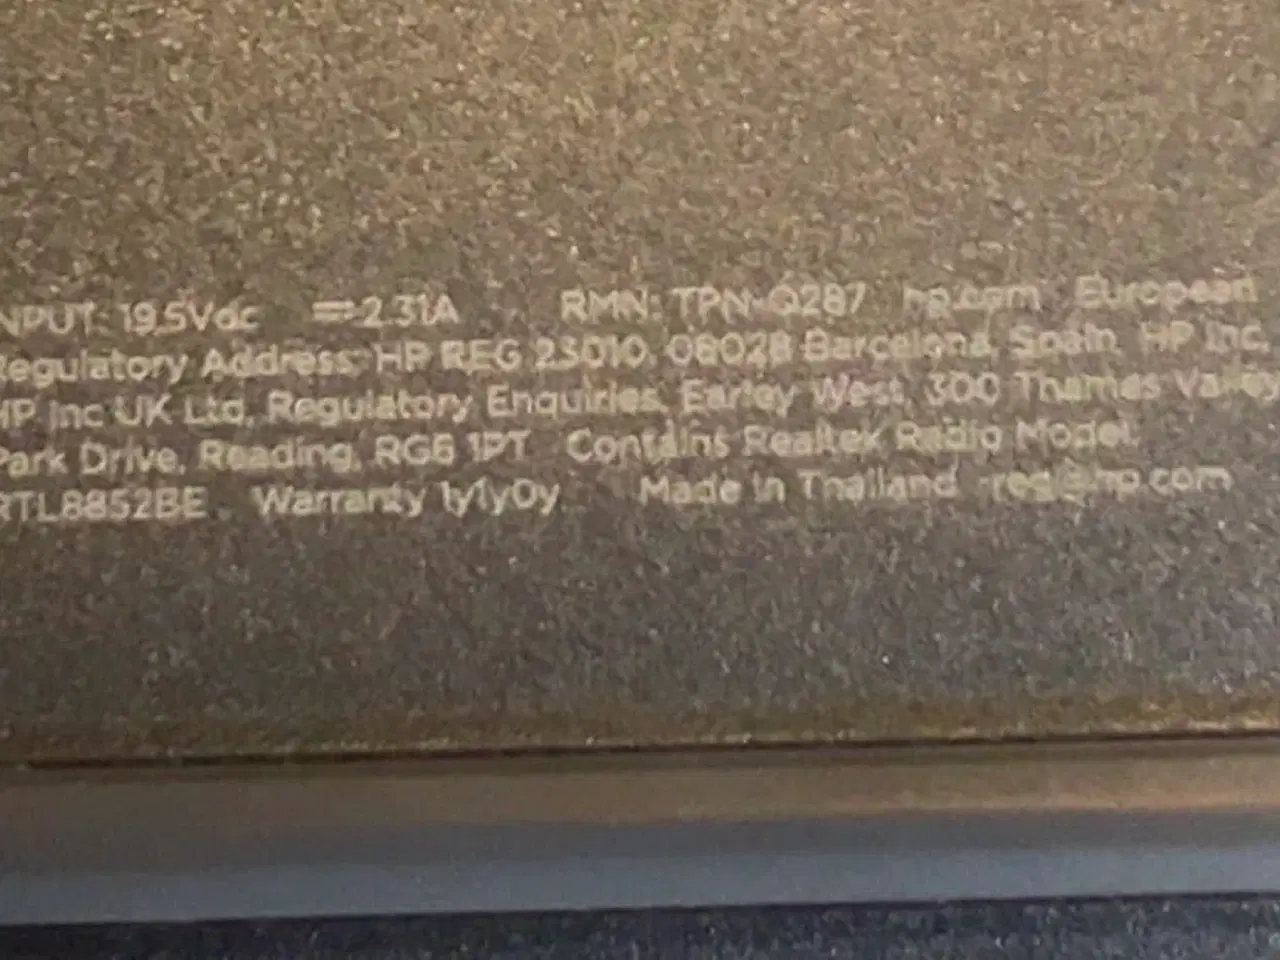 NPUT: 19.5Vdc ⎓2.31A RMN: TPN-Q287 hp.com European
Regulatory Address: HP REG 23010, 08028 Barcelona, Spain. HP Inc.
HP Inc UK Ltd, Regulatory Enquiries, Earley West, 300 Thames Valley
Park Drive, Reading, RG6 1PT Contains Realtek Radio Model:
RTL8852BE Warranty 1y1y0y Made in Thailand -reg@hp.com